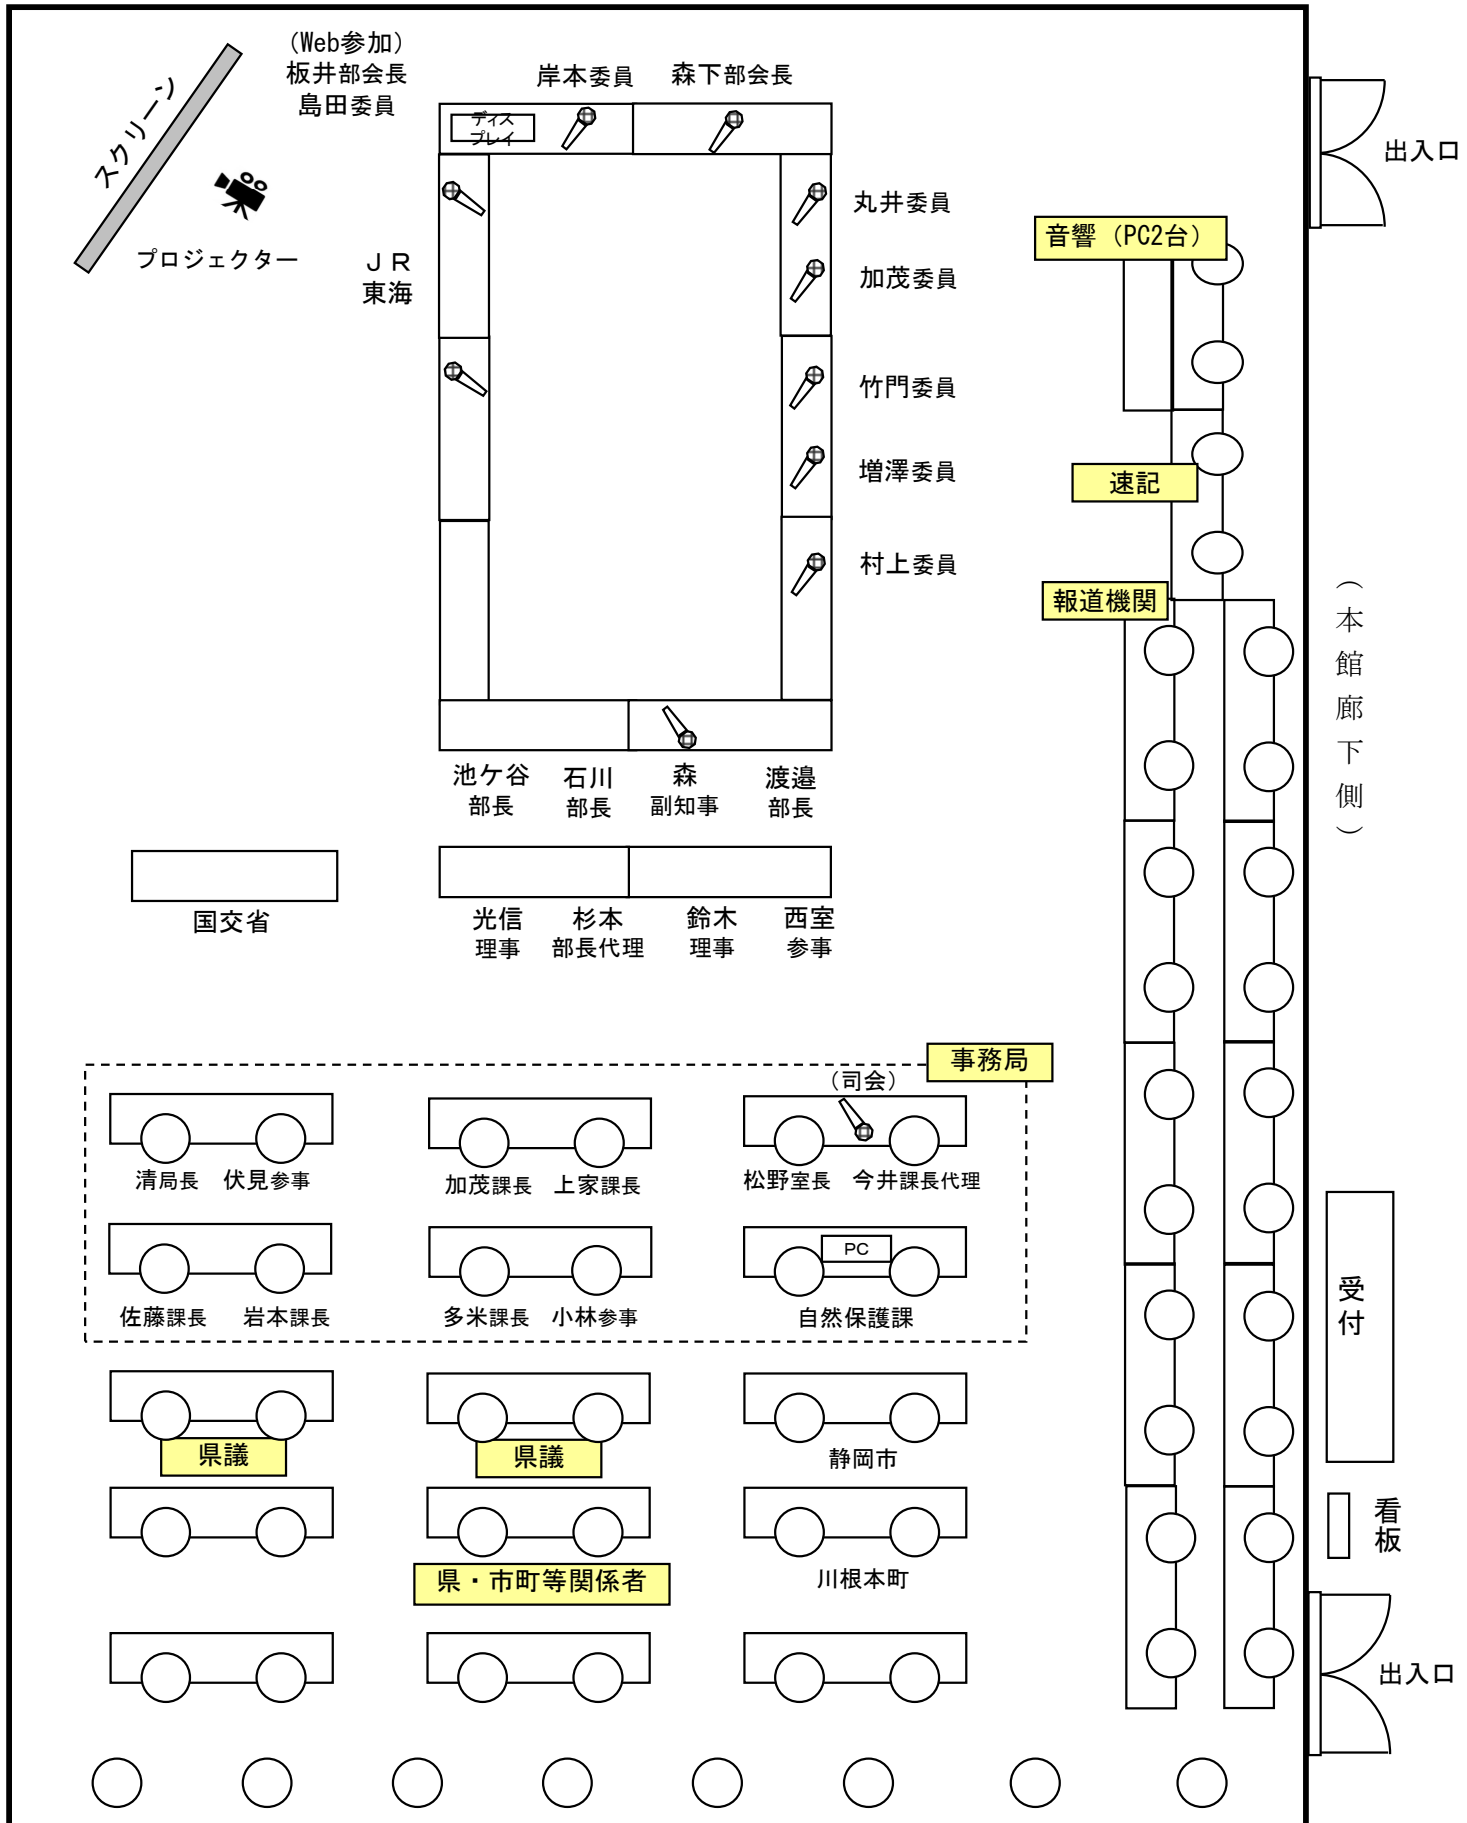 (Web参加)
板井部会長
島田委員
岸本委員
森下部会長
スクリーン
ディス
プレイ
プロジェクター
ＪＲ
東海
丸井委員
加茂委員
竹門委員
増澤委員
村上委員
出入口
音響（PC2台）
速記
報道機関
（本館廊下側）
池ケ谷
部長
石川
部長
森
副知事
渡邉
部長
国交省
光信
理事
杉本
部長代理
鈴木
理事
西室
参事
事務局
（司会）
清局長
伏見参事
加茂課長
上家課長
松野室長
今井課長代理
PC
佐藤課長
岩本課長
多米課長
小林参事
自然保護課
受付
県議
県議
静岡市
看板
県・市町等関係者
川根本町
出入口